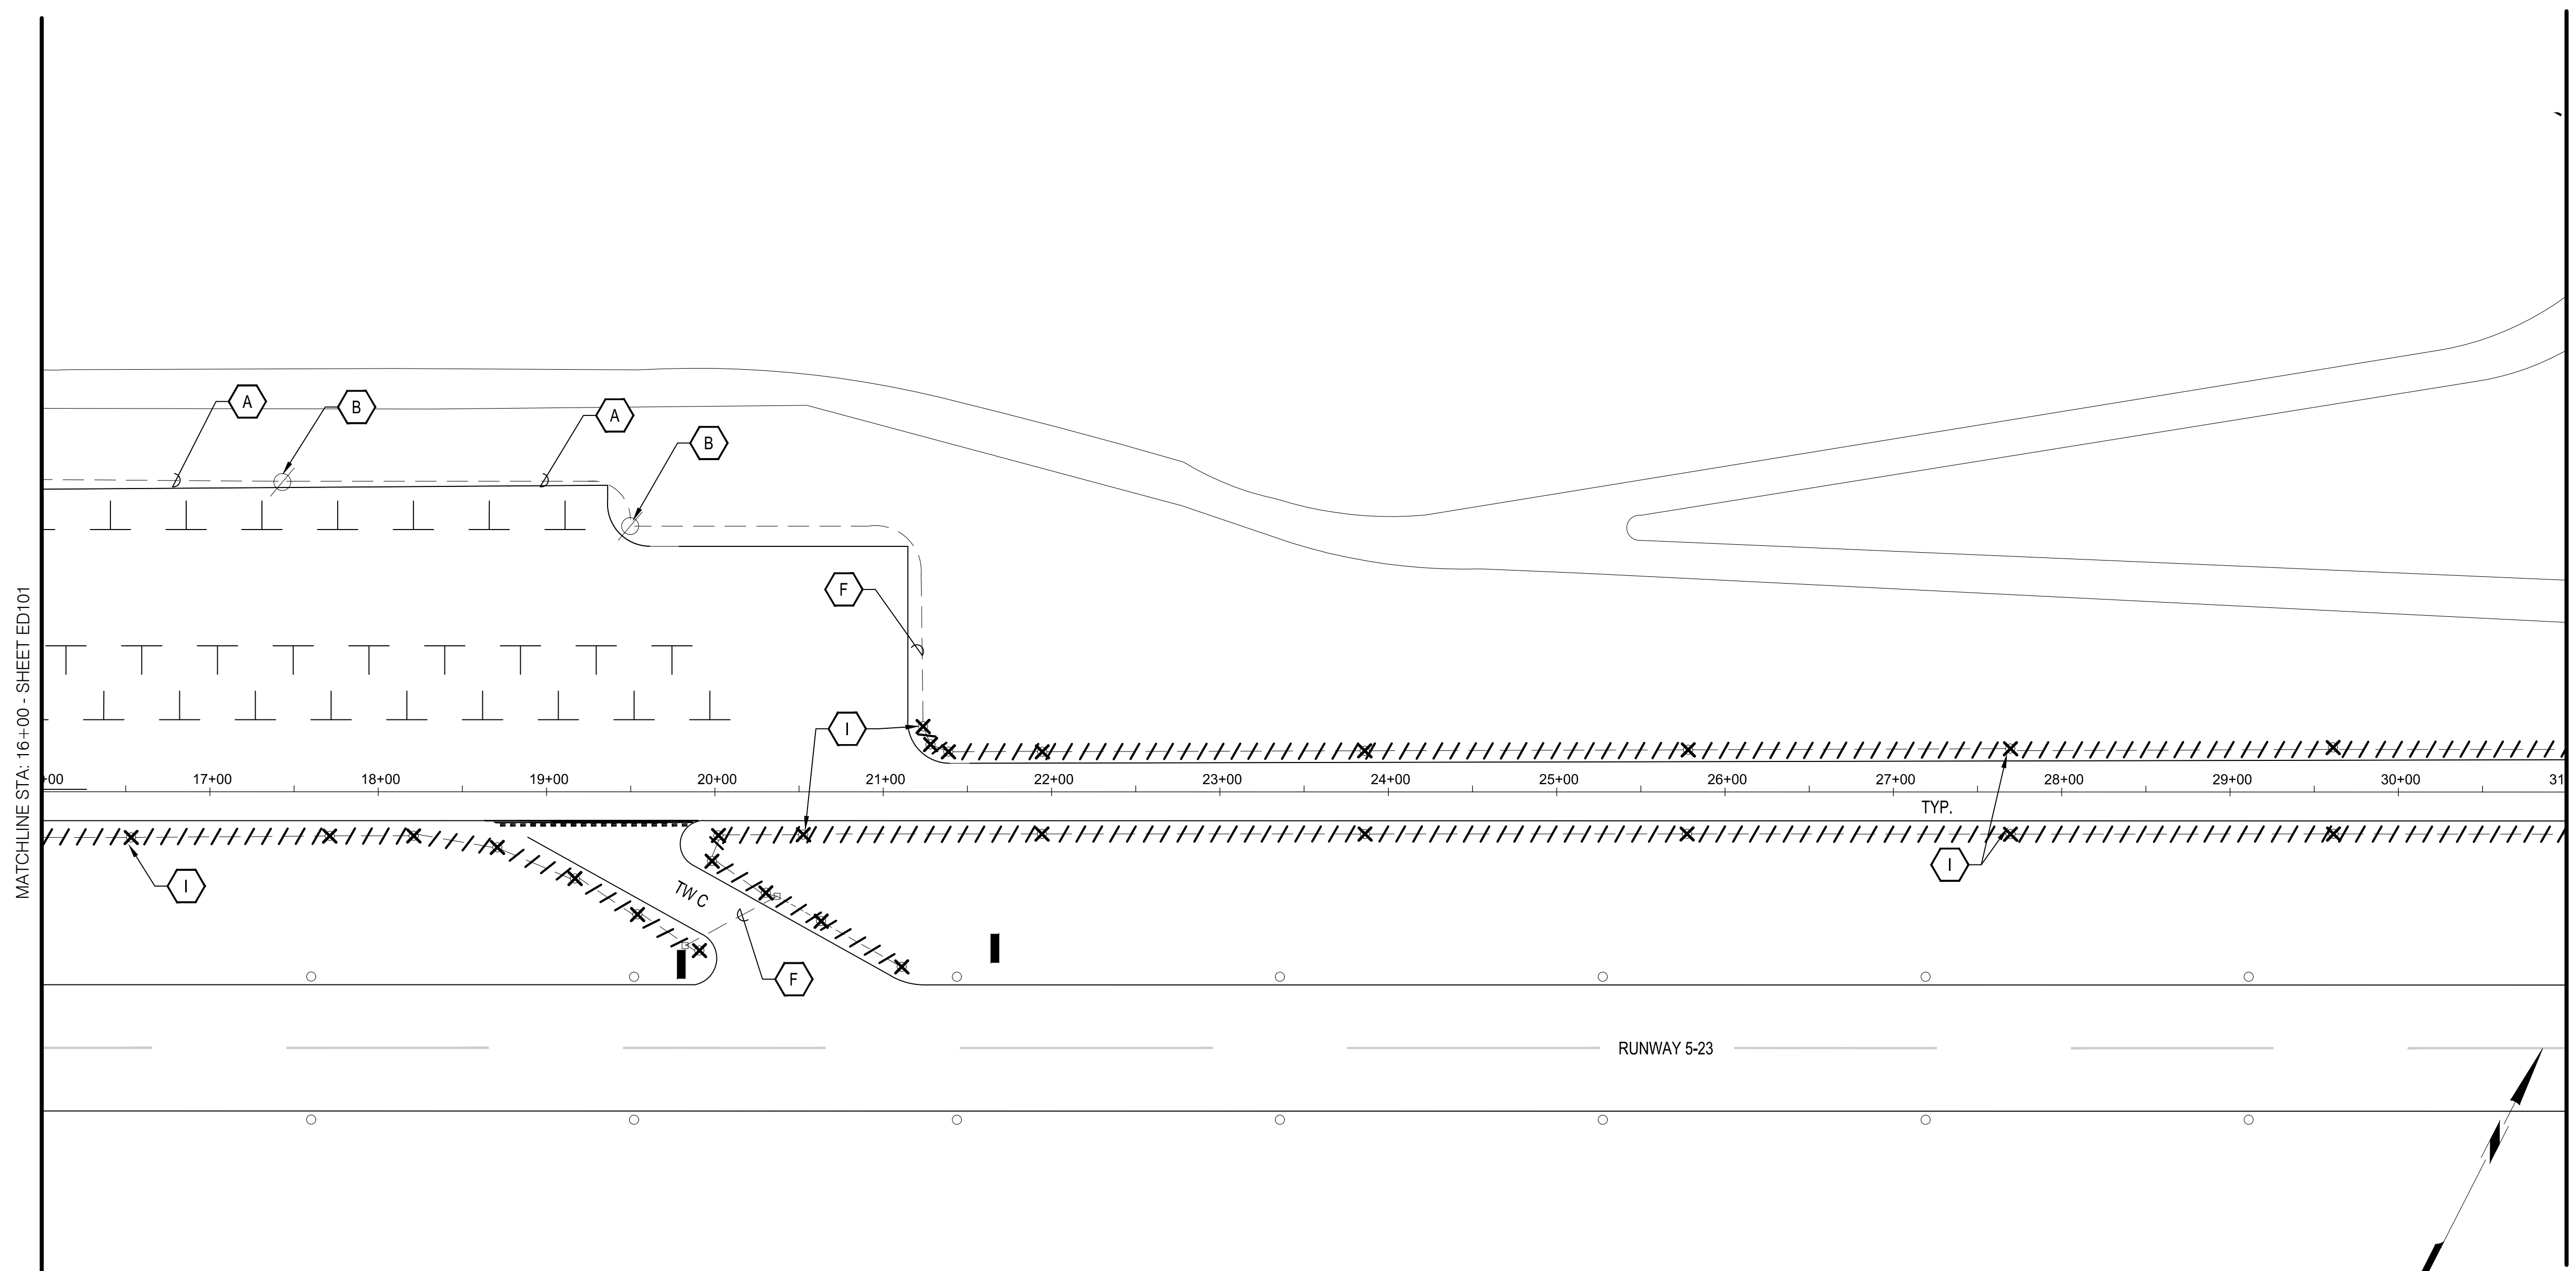 A
B
A
B
F
I
MATCHLINE STA: 16+00 - SHEET ED101
+00
17+00
18+00
19+00
20+00
21+00
22+00
23+00
24+00
25+00
26+00
27+00
28+00
29+00
30+00
31
TYP.
I
I
TW C
F
RUNWAY 5-23